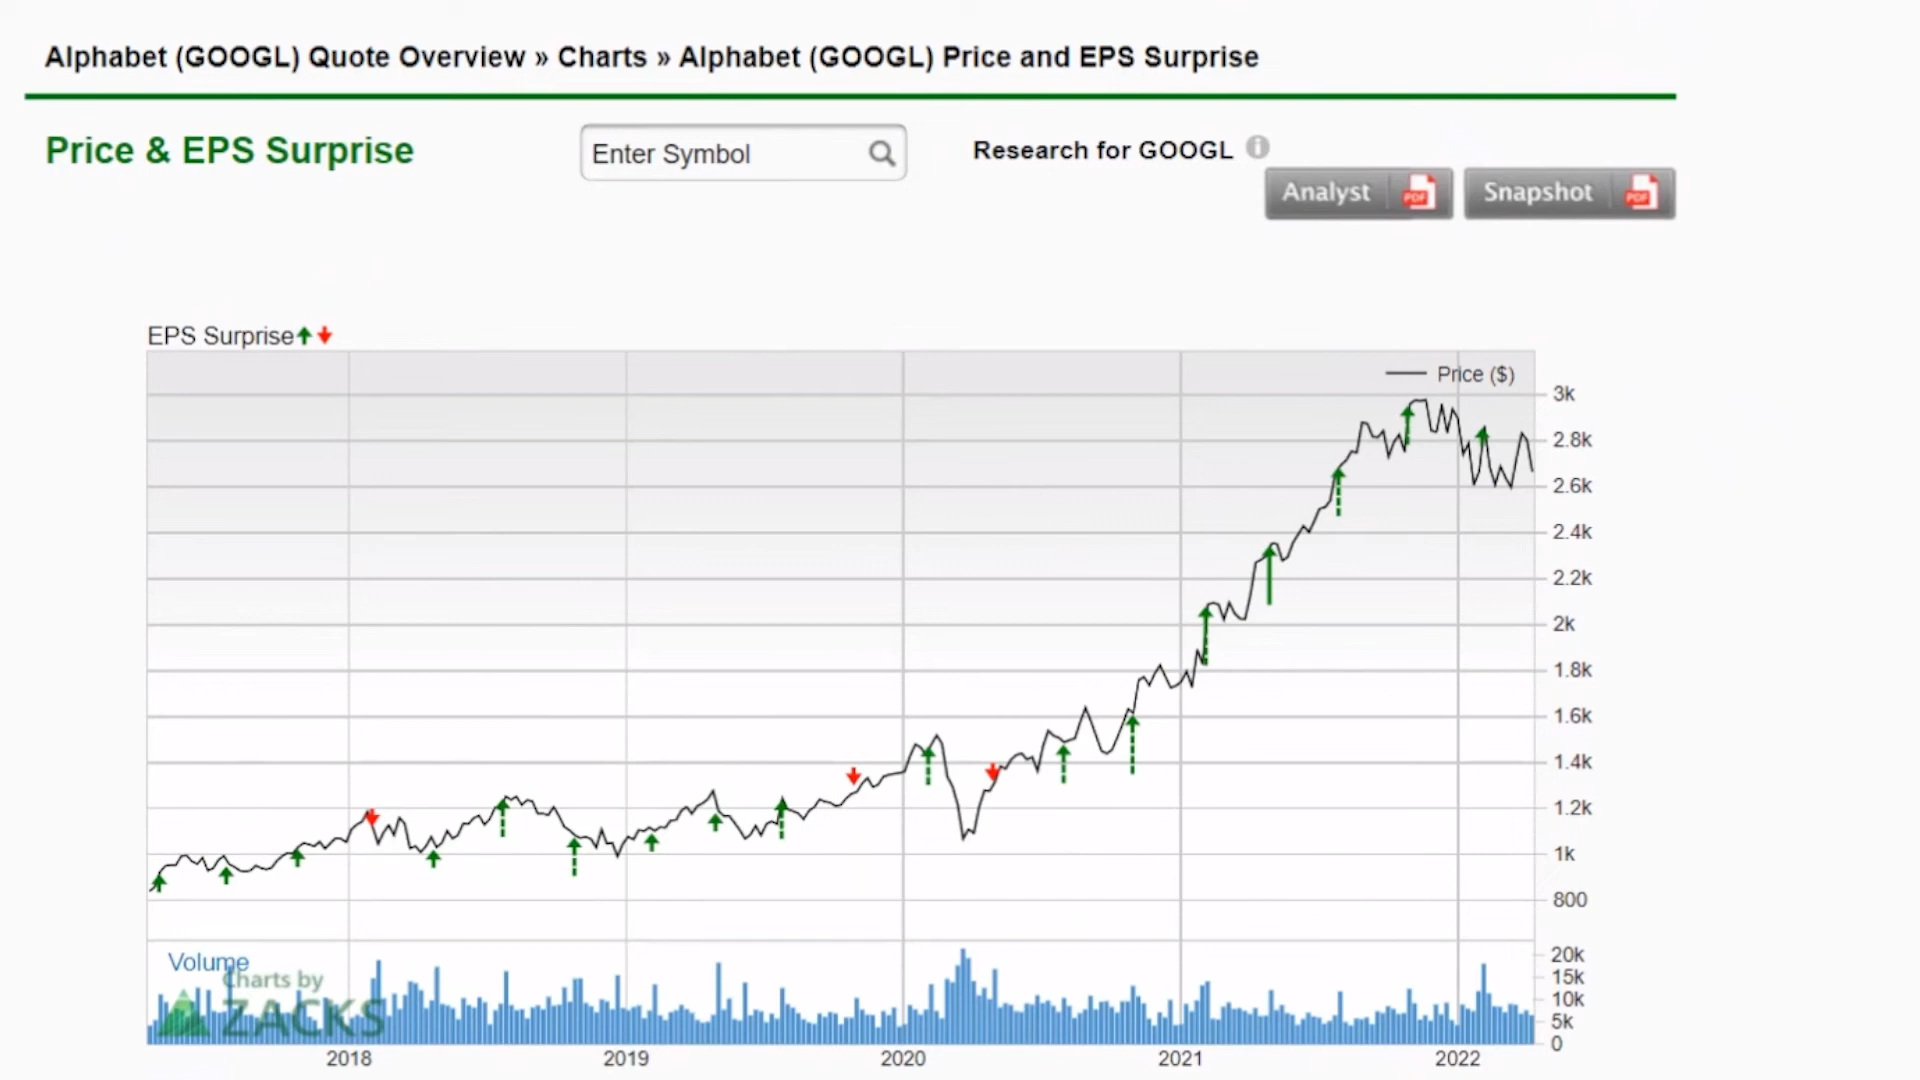 Alphabet (GOOGL) Quote Overview » Charts » Alphabet (GOOGL) Price and EPS Surprise
Price & EPS Surprise
Enter Symbol
Research for GOOGL i
Analyst PDF
Snapshot PDF
EPS Surprise
Price ($)
3k
2.8k
2.6k
2.4k
2.2k
2k
1.8k
1.6k
1.4k
1.2k
1k
800
Volume
Charts by
ZACKS
20k
15k
10k
5k
0
2018 2019 2020 2021 2022